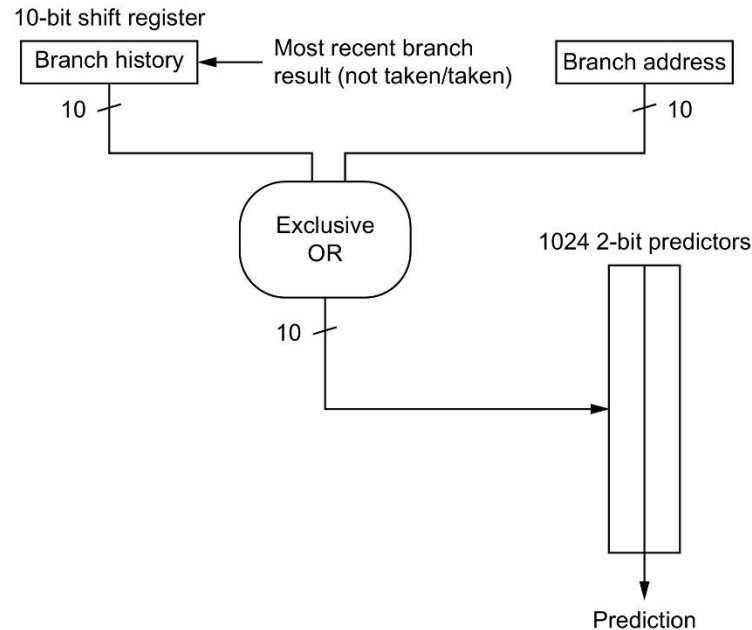 10-bit shift register
Branch history
Most recent branch
result (not taken/taken)
Branch address
10
10
Exclusive
OR
1024 2-bit predictors
10
Prediction